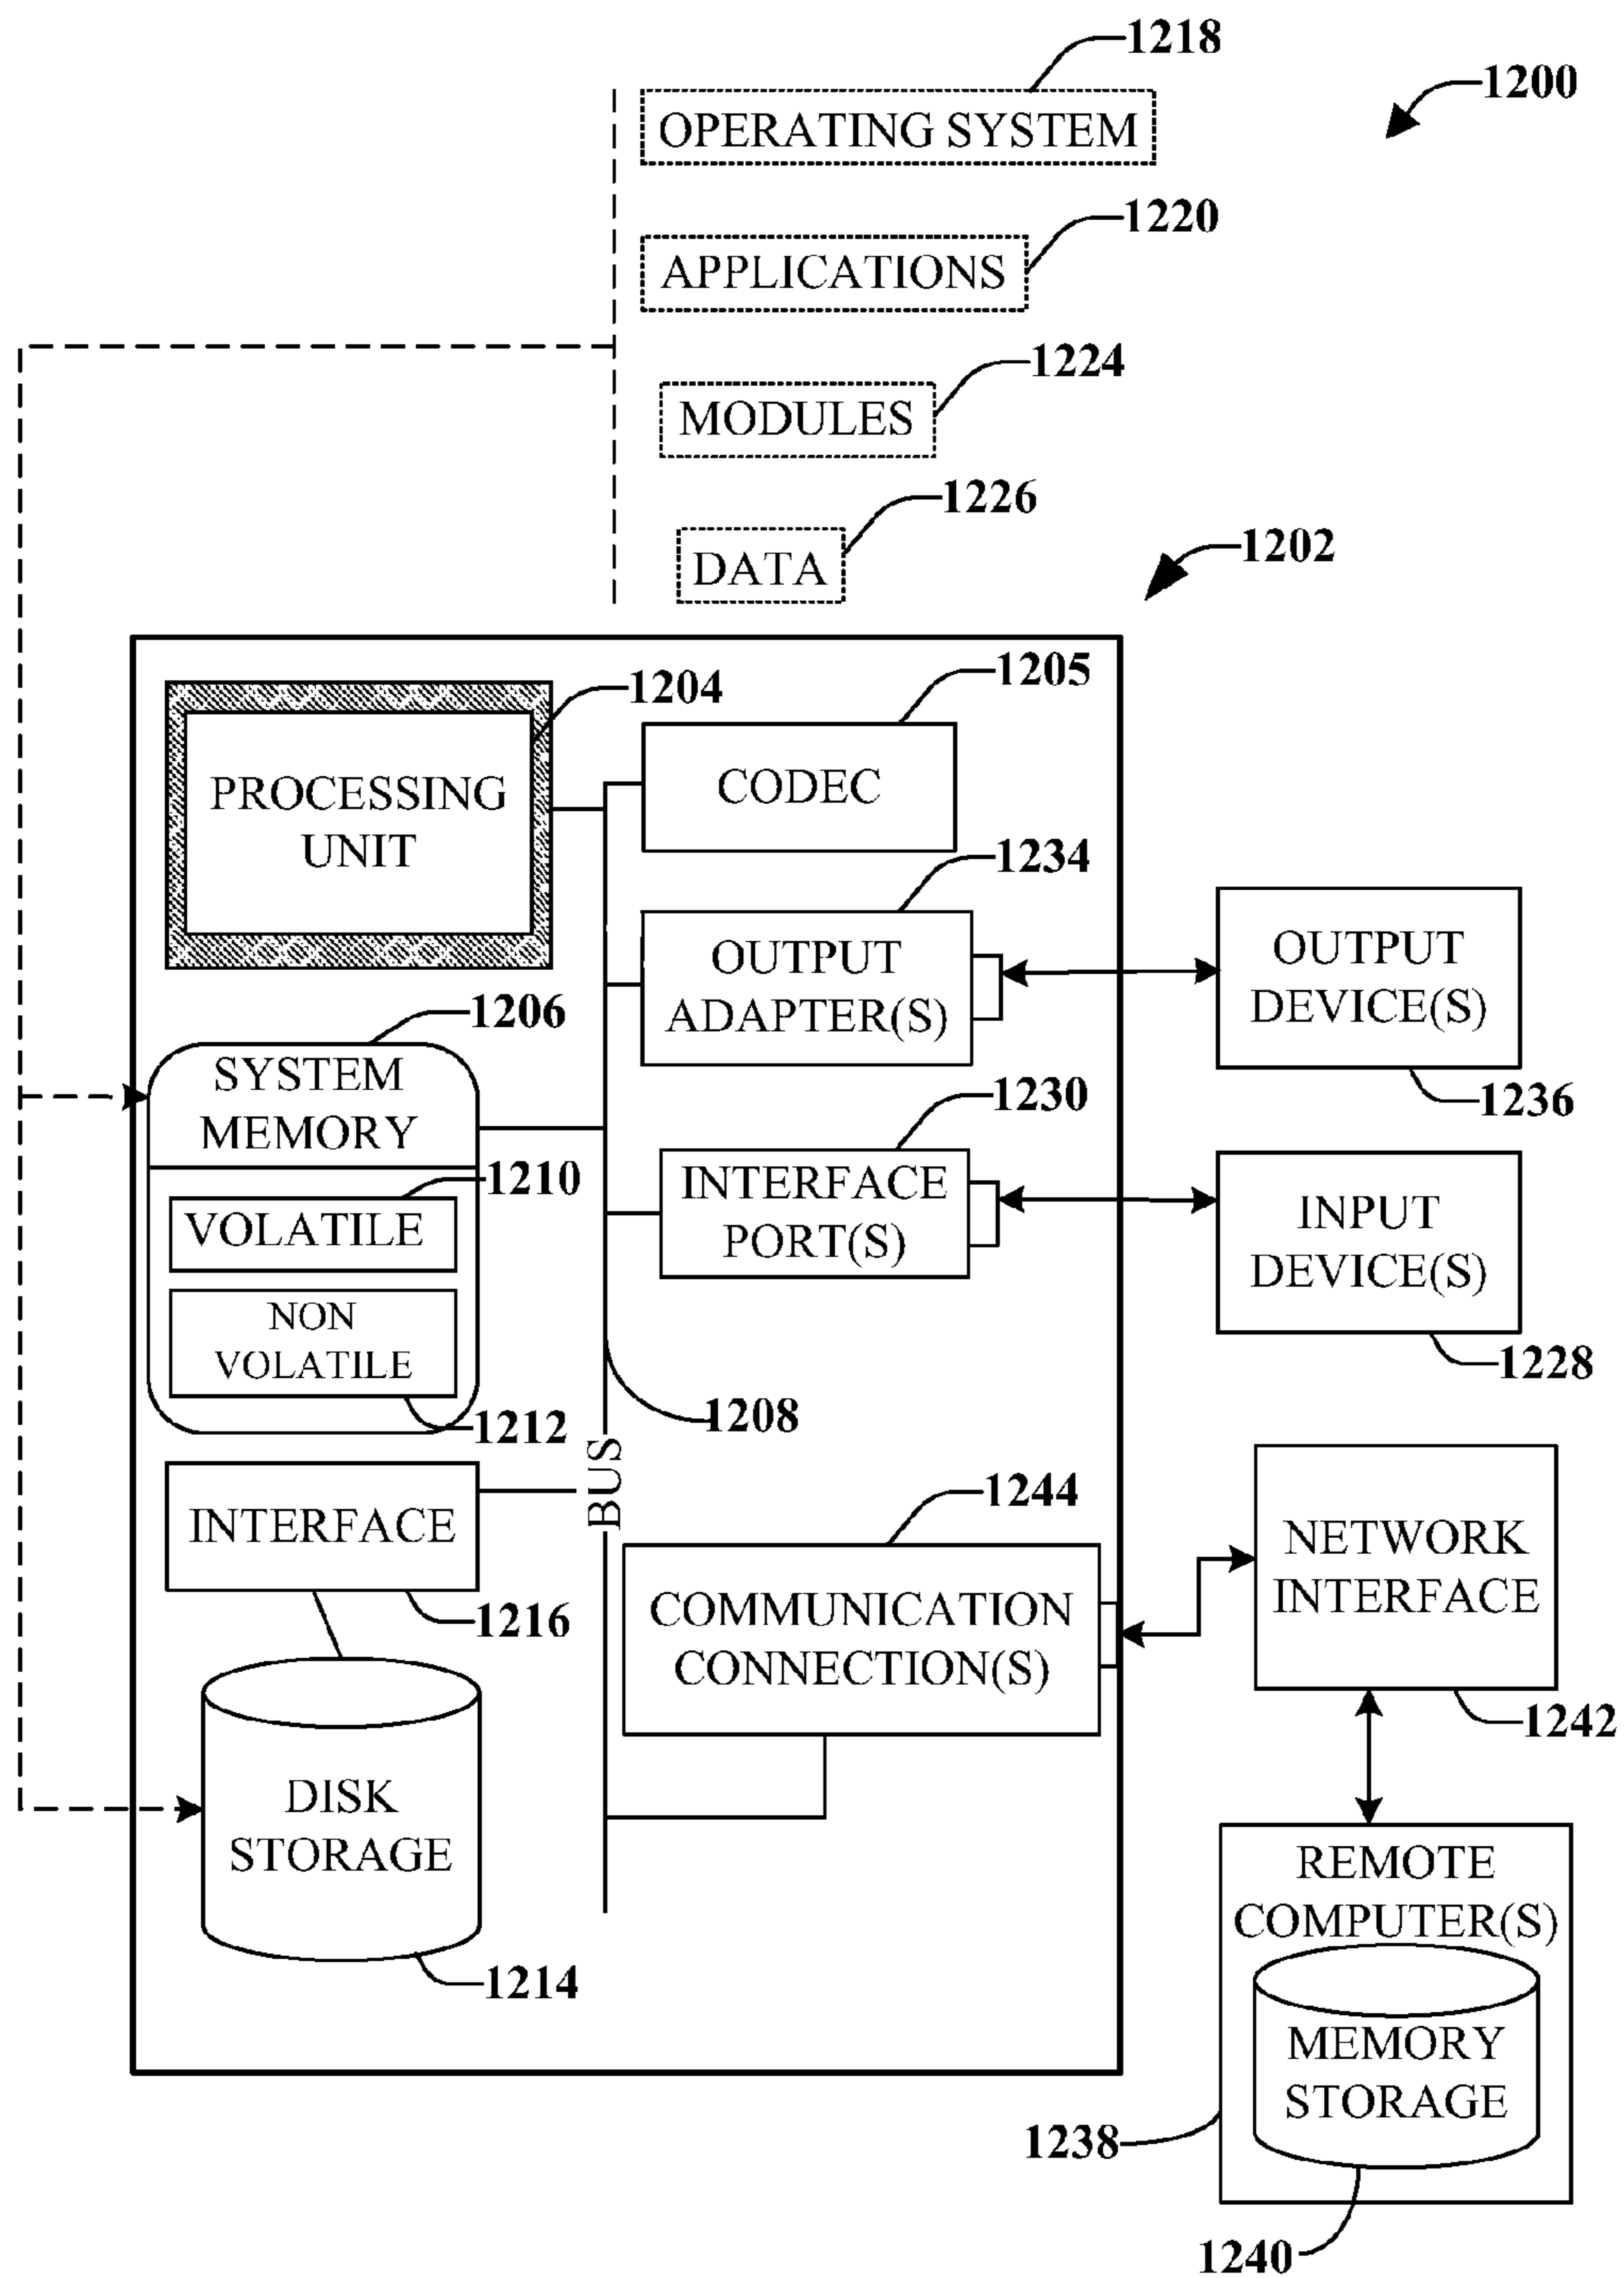 1218
1200
OPERATING SYSTEM
1220
APPLICATIONS
1224
MODULES
1226
DATA
1202
1204
1205
PROCESSING
UNIT
CODEC
1234
OUTPUT
ADAPTER(S)
OUTPUT
DEVICE(S)
1236
1206
SYSTEM
MEMORY
1230
1210
VOLATILE
INTERFACE
PORT(S)
INPUT
DEVICE(S)
1228
NON
VOLATILE
1212
1208
BUS
INTERFACE
1216
1244
COMMUNICATION
CONNECTION(S)
NETWORK
INTERFACE
1242
DISK
STORAGE
1214
REMOTE
COMPUTER(S)
MEMORY
STORAGE
1238
1240